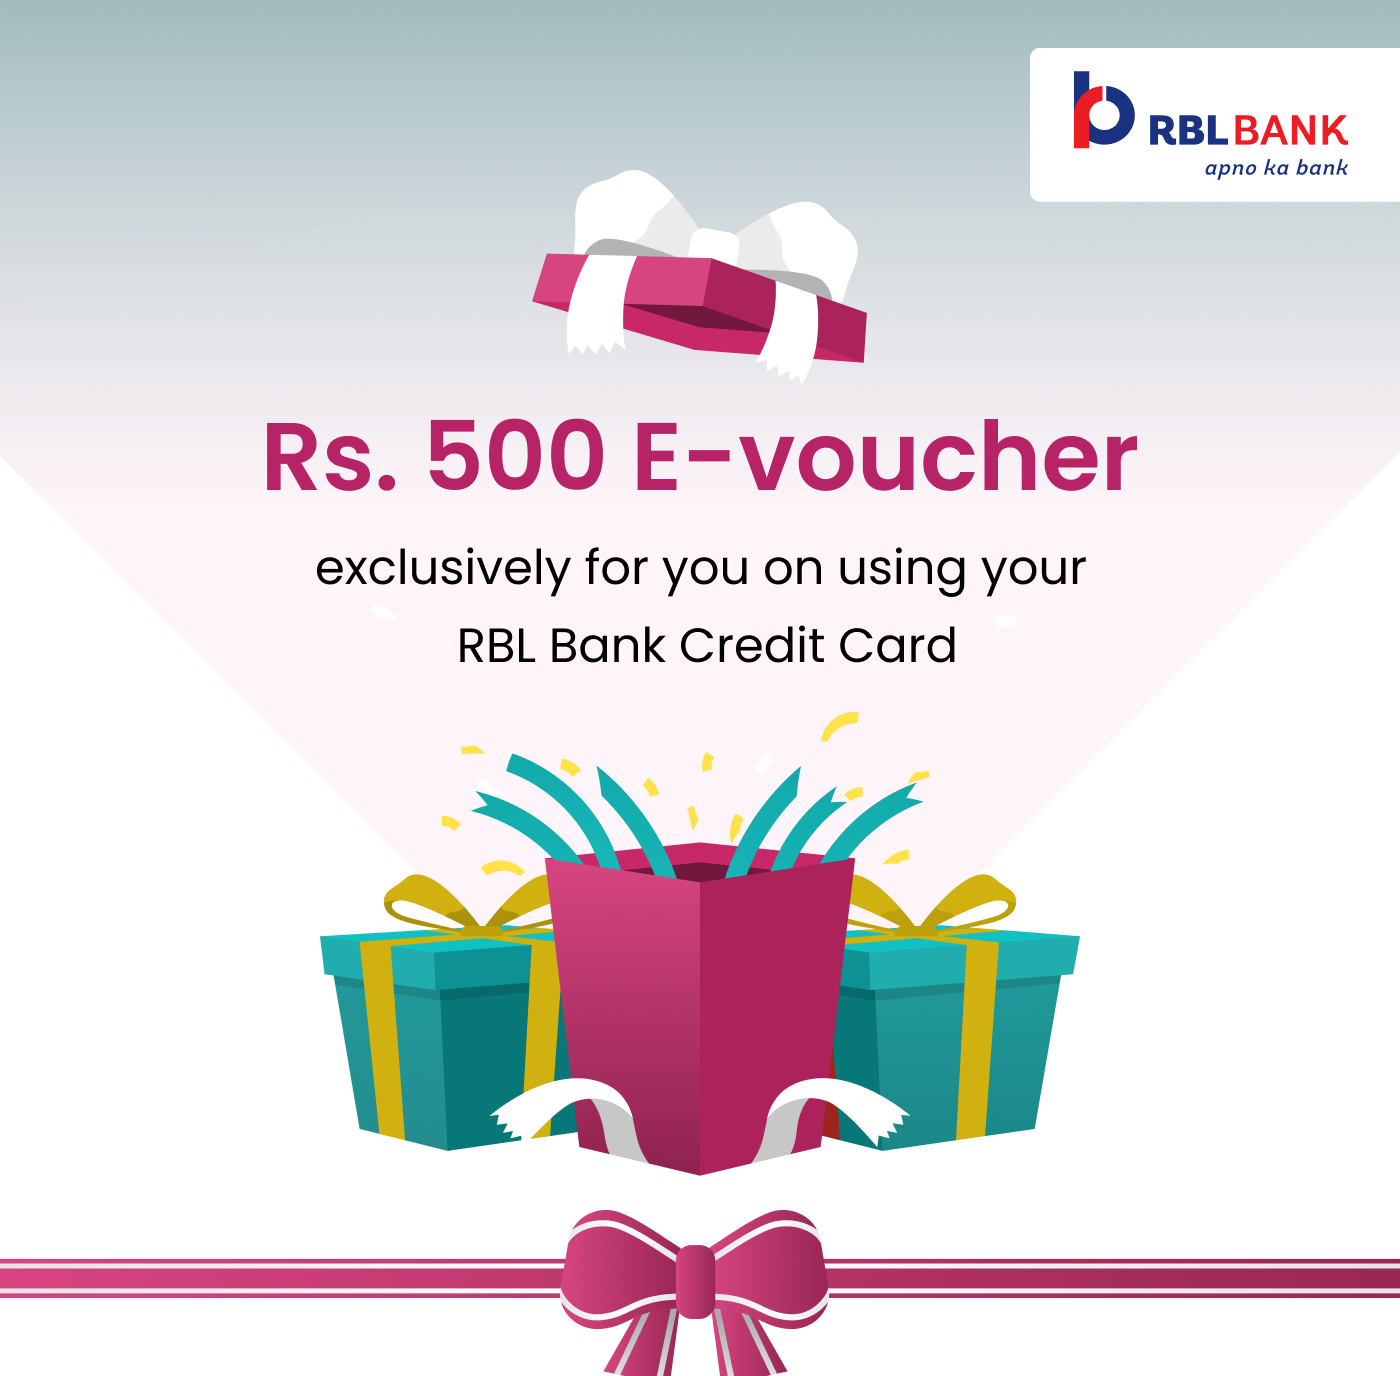 RBL BANK
apno ka bank
Rs. 500 E-voucher
exclusively for you on using your
RBL Bank Credit Card